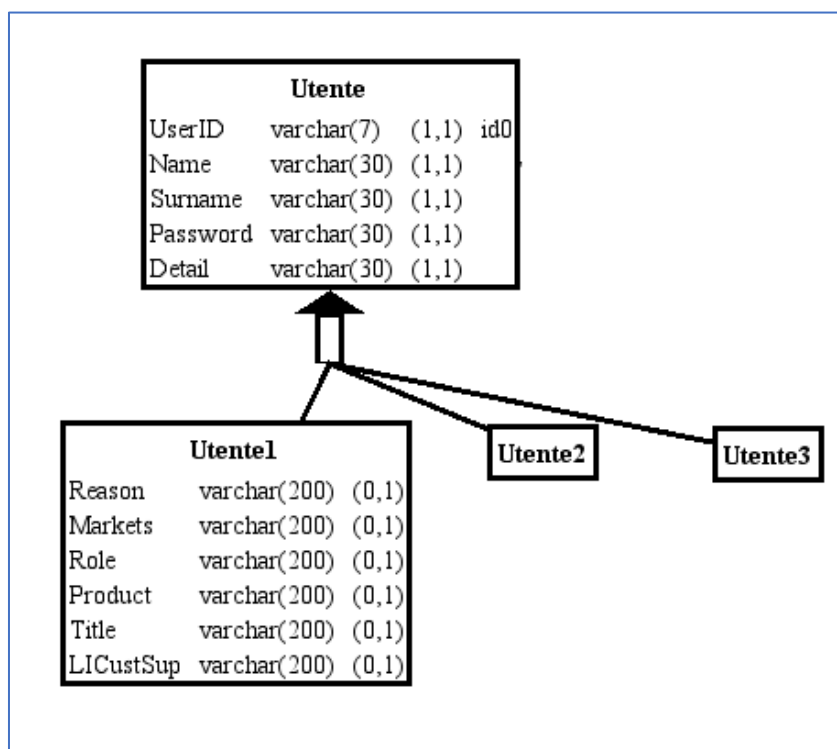 Utente
UserID varchar(7) (1,1) id0
Name varchar(30) (1,1)
Surname varchar(30) (1,1)
Password varchar(30) (1,1)
Detail varchar(30) (1,1)
Utente1
Reason varchar(200) (0,1)
Markets varchar(200) (0,1)
Role varchar(200) (0,1)
Product varchar(200) (0,1)
Title varchar(200) (0,1)
LICustSup varchar(200) (0,1)
Utente2
Utente3